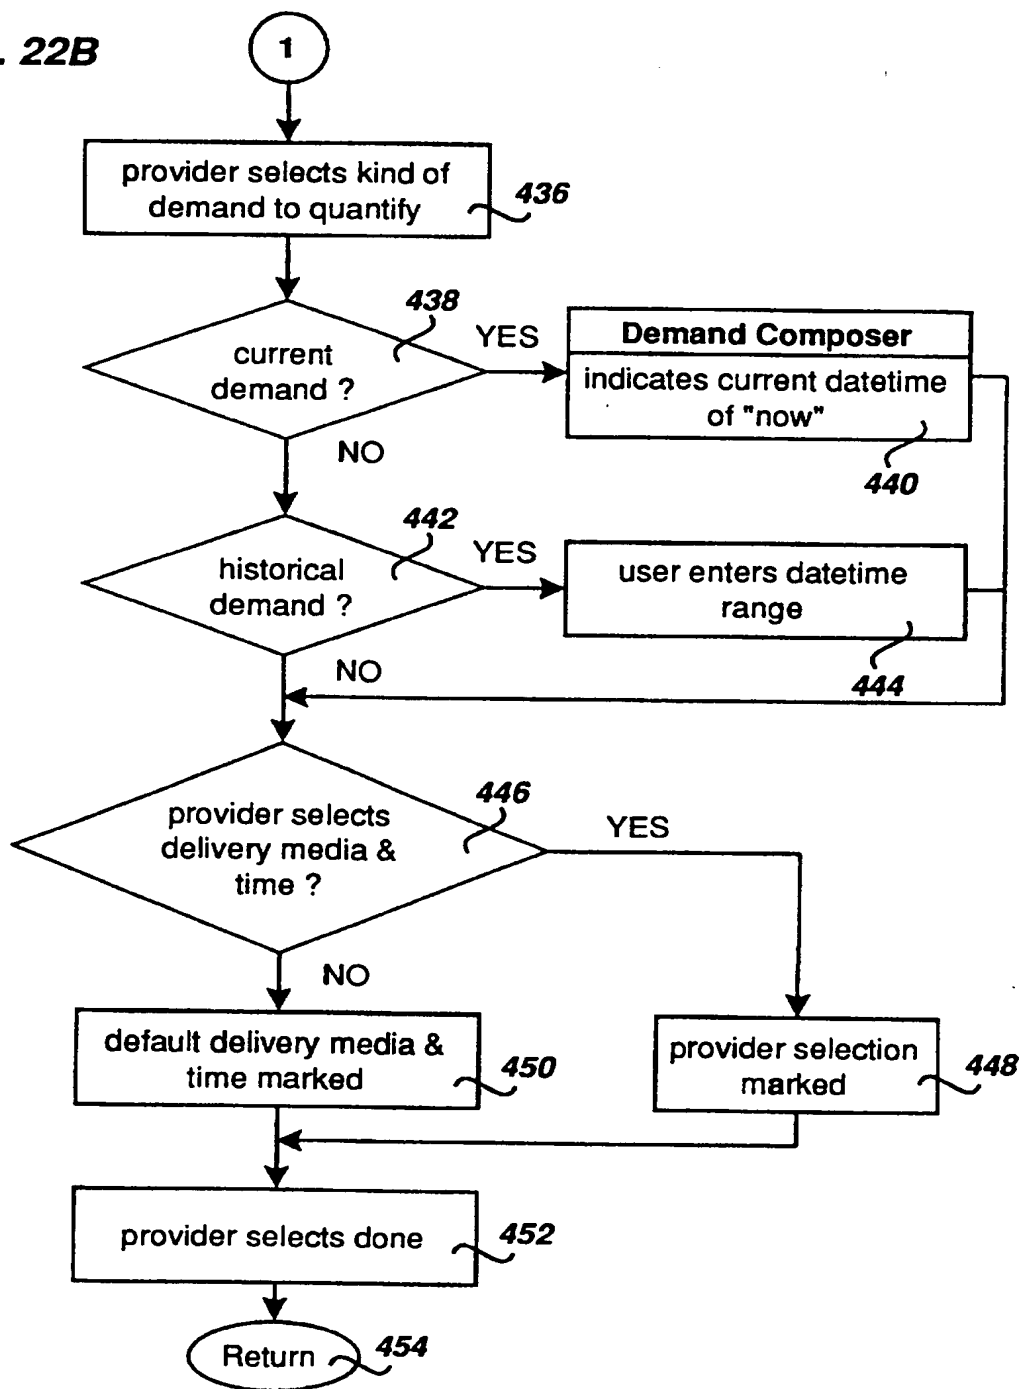 . 22B
1
provider selects kind of
demand to quantify
436
438
current
demand ?
YES
Demand Composer
indicates current datetime
of "now"
440
NO
442
historical
demand ?
YES
user enters datetime
range
444
NO
446
provider selects
delivery media &
time ?
YES
NO
default delivery media &
time marked
450
provider selection
marked
448
provider selects done
452
Return
454